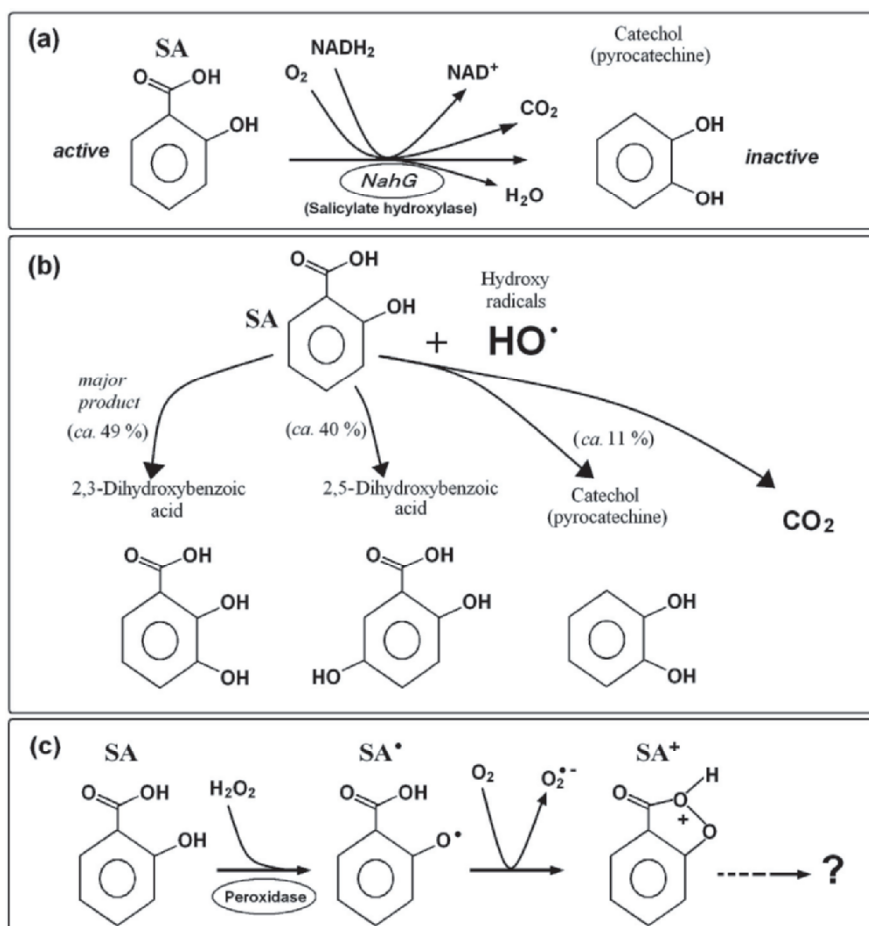 (a)
SA
O
OH
OH
active
O₂
NADH₂
NAD⁺
CO₂
H₂O
NahG
(Salicylate hydroxylase)
Catechol
(pyrocatechine)
OH
OH
inactive
(b)
O
OH
OH
SA
+
Hydroxy
radicals
HO•
major
product
(ca. 49 %)
(ca. 40 %)
(ca. 11 %)
2,3-Dihydroxybenzoic
acid
2,5-Dihydroxybenzoic
acid
Catechol
(pyrocatechine)
CO₂
O
OH
OH
OH
O
OH
OH
HO
OH
OH
(c)
SA
O
OH
OH
H₂O₂
Peroxidase
SA•
O
OH
O•
O₂
O₂•-
SA⁺
O
O
H
+
O
?